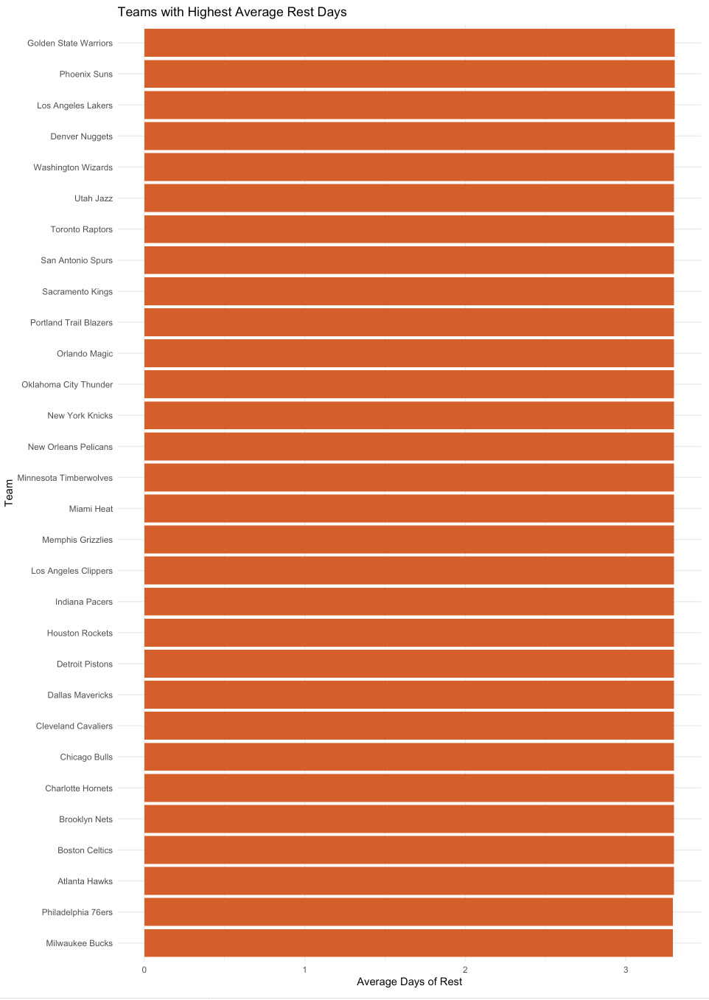 Teams with Highest Average Rest Days
Golden State Warriors
Phoenix Suns
Los Angeles Lakers
Denver Nuggets
Washington Wizards
Utah Jazz
Toronto Raptors
San Antonio Spurs
Sacramento Kings
Portland Trail Blazers
Orlando Magic
Oklahoma City Thunder
New York Knicks
New Orleans Pelicans
Minnesota Timberwolves
Miami Heat
Memphis Grizzlies
Los Angeles Clippers
Indiana Pacers
Houston Rockets
Detroit Pistons
Dallas Mavericks
Cleveland Cavaliers
Chicago Bulls
Charlotte Hornets
Brooklyn Nets
Boston Celtics
Atlanta Hawks
Philadelphia 76ers
Milwaukee Bucks
Team
0 1 2 3
Average Days of Rest